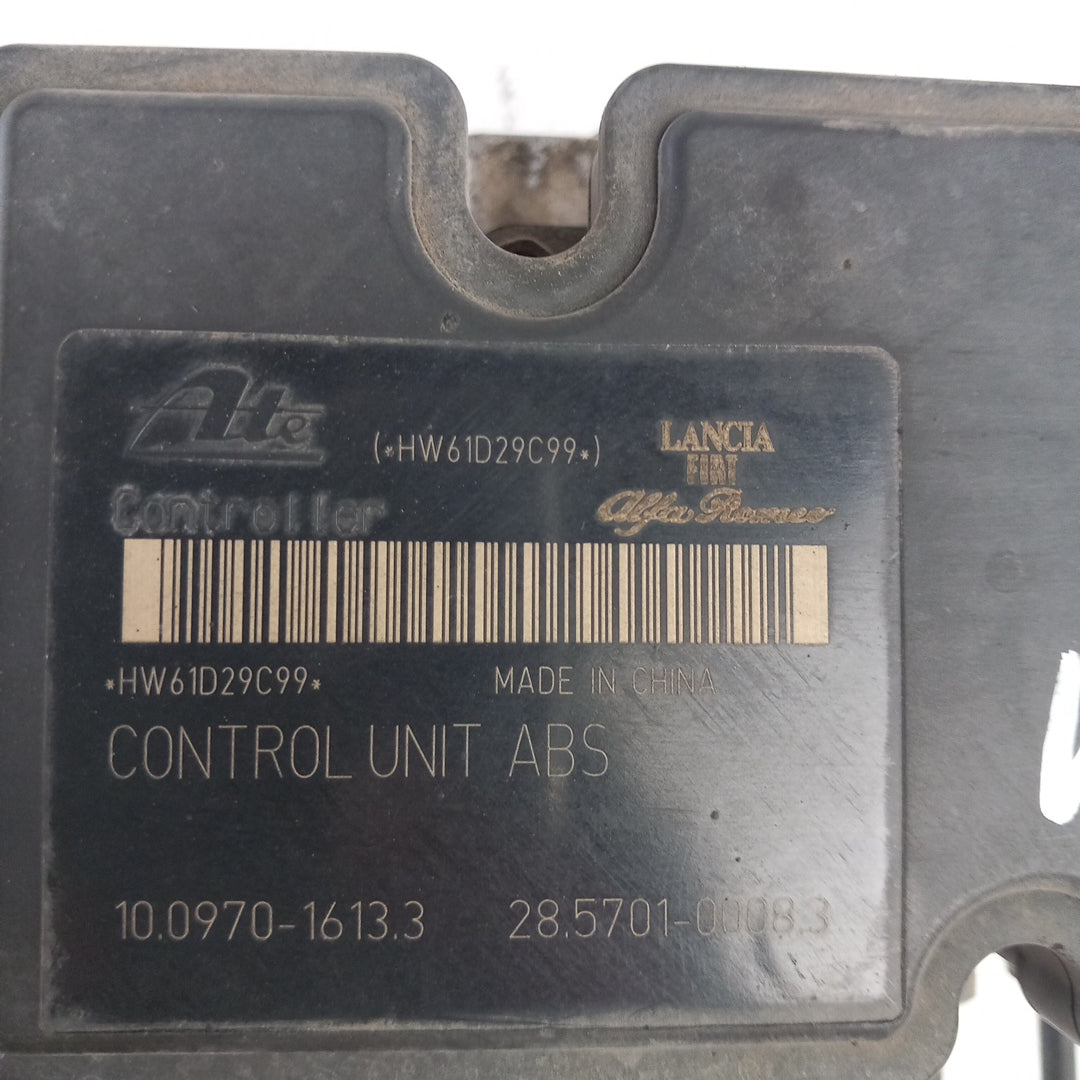 Ate
(*HW61D29C99*)
LANCIA
FIAT
Controller
Alfa Romeo
*HW61D29C99*
MADE IN CHINA
CONTROL UNIT ABS
10.0970-1613.3
28.5701-0008.3